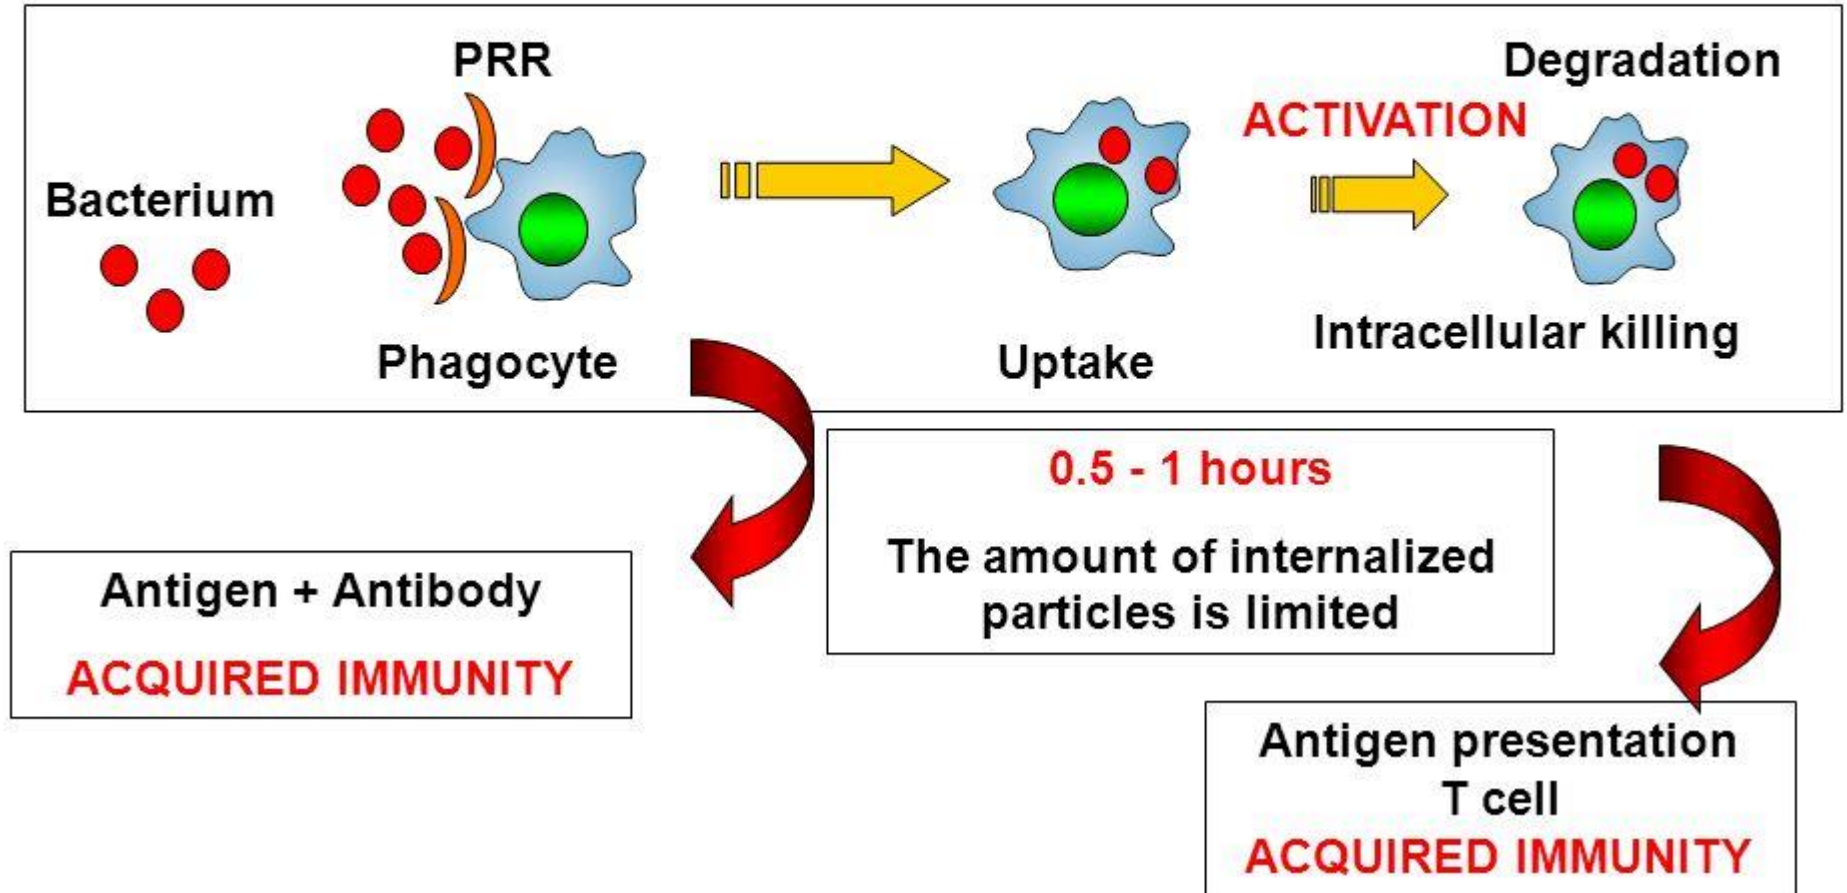 PRR
Degradation
ACTIVATION
Bacterium
Intracellular killing
Phagocyte
Uptake
0.5 - 1 hours
The amount of internalized
particles is limited
Antigen + Antibody
ACQUIRED IMMUNITY
Antigen presentation
T cell
ACQUIRED IMMUNITY